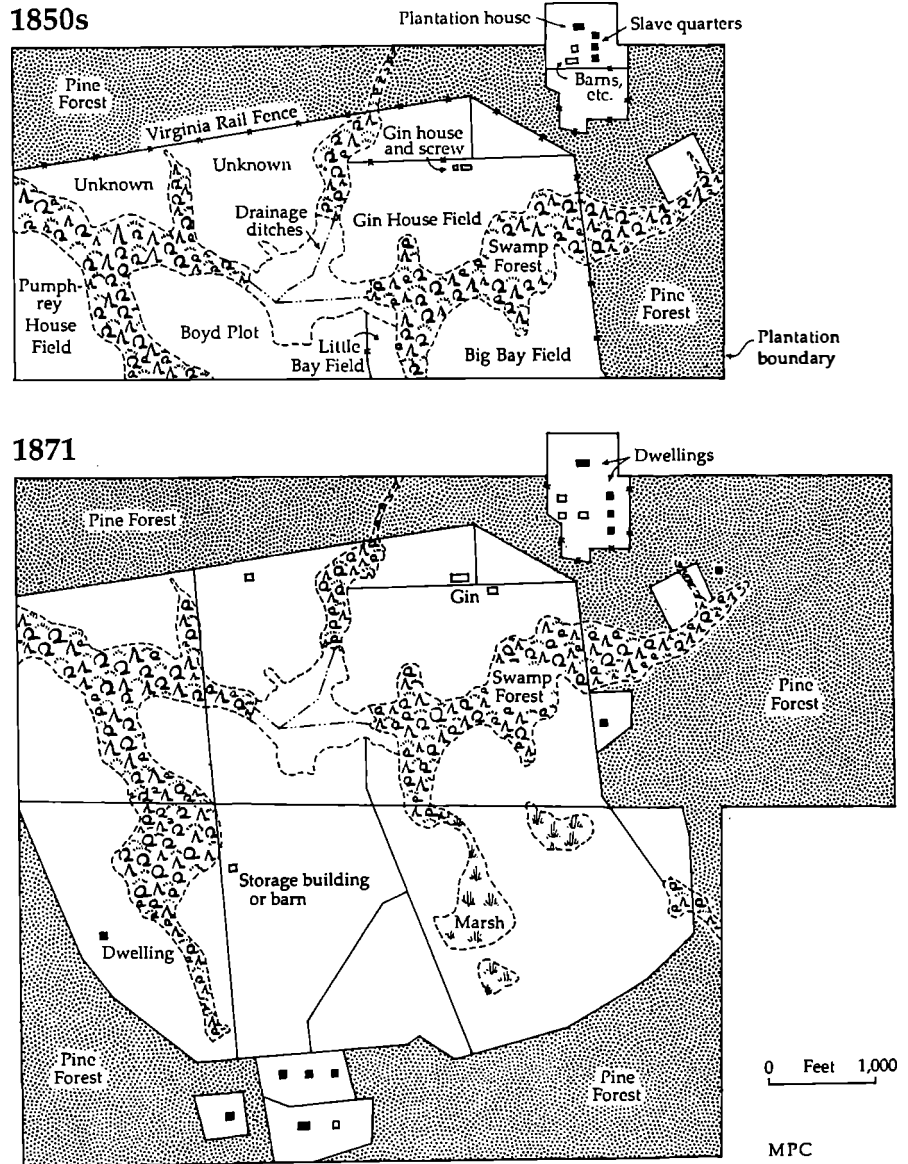 1850s
Plantation house
Slave quarters
Barns,
etc.
Pine
Forest
Virginia Rail Fence
Gin house
and screw
Unknown
Unknown
Drainage
ditches
Gin House Field
Swamp
Forest
Pumph-
rey
House
Field
Boyd Plot
Little
Bay Field
Big Bay Field
Pine
Forest
Plantation
boundary
1871
Dwellings
Pine Forest
Gin
Swamp
Forest
Pine
Forest
Storage building
or barn
Marsh
Dwelling
Pine
Forest
Pine
Forest
0 Feet 1,000
MPC